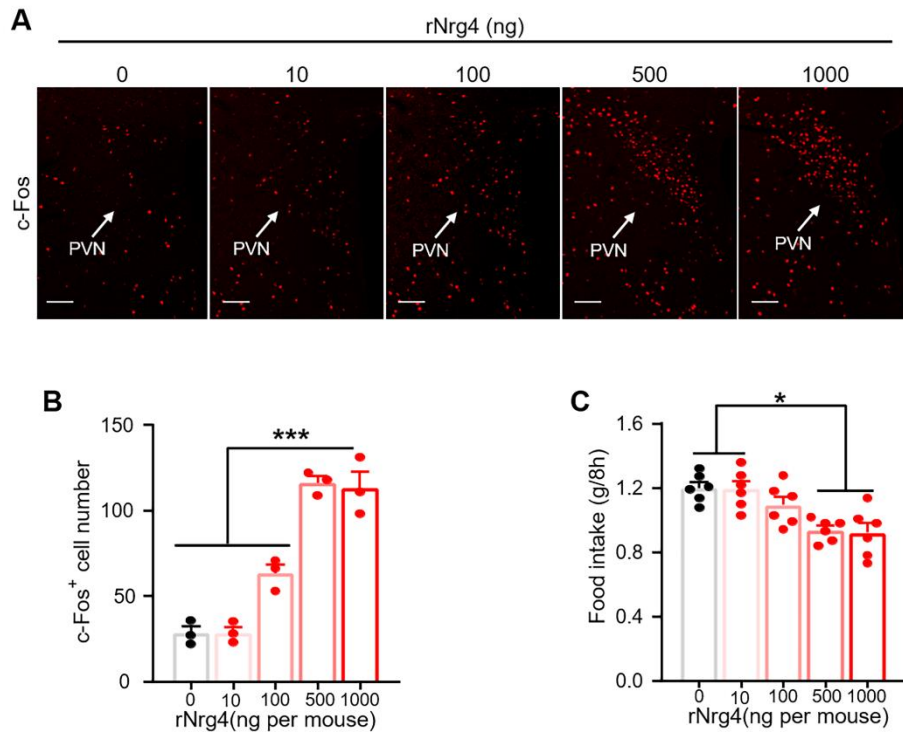 A
rNrg4 (ng)
0 10 100 500 1000
c-Fos
PVN PVN PVN PVN PVN
B
***
150
100
50
0
c-Fos+ cell number
0 10 100 500 1000
rNrg4(ng per mouse)
C
*
1.6
1.2
0.8
0.4
0.0
Food intake (g/8h)
0 10 100 500 1000
rNrg4(ng per mouse)